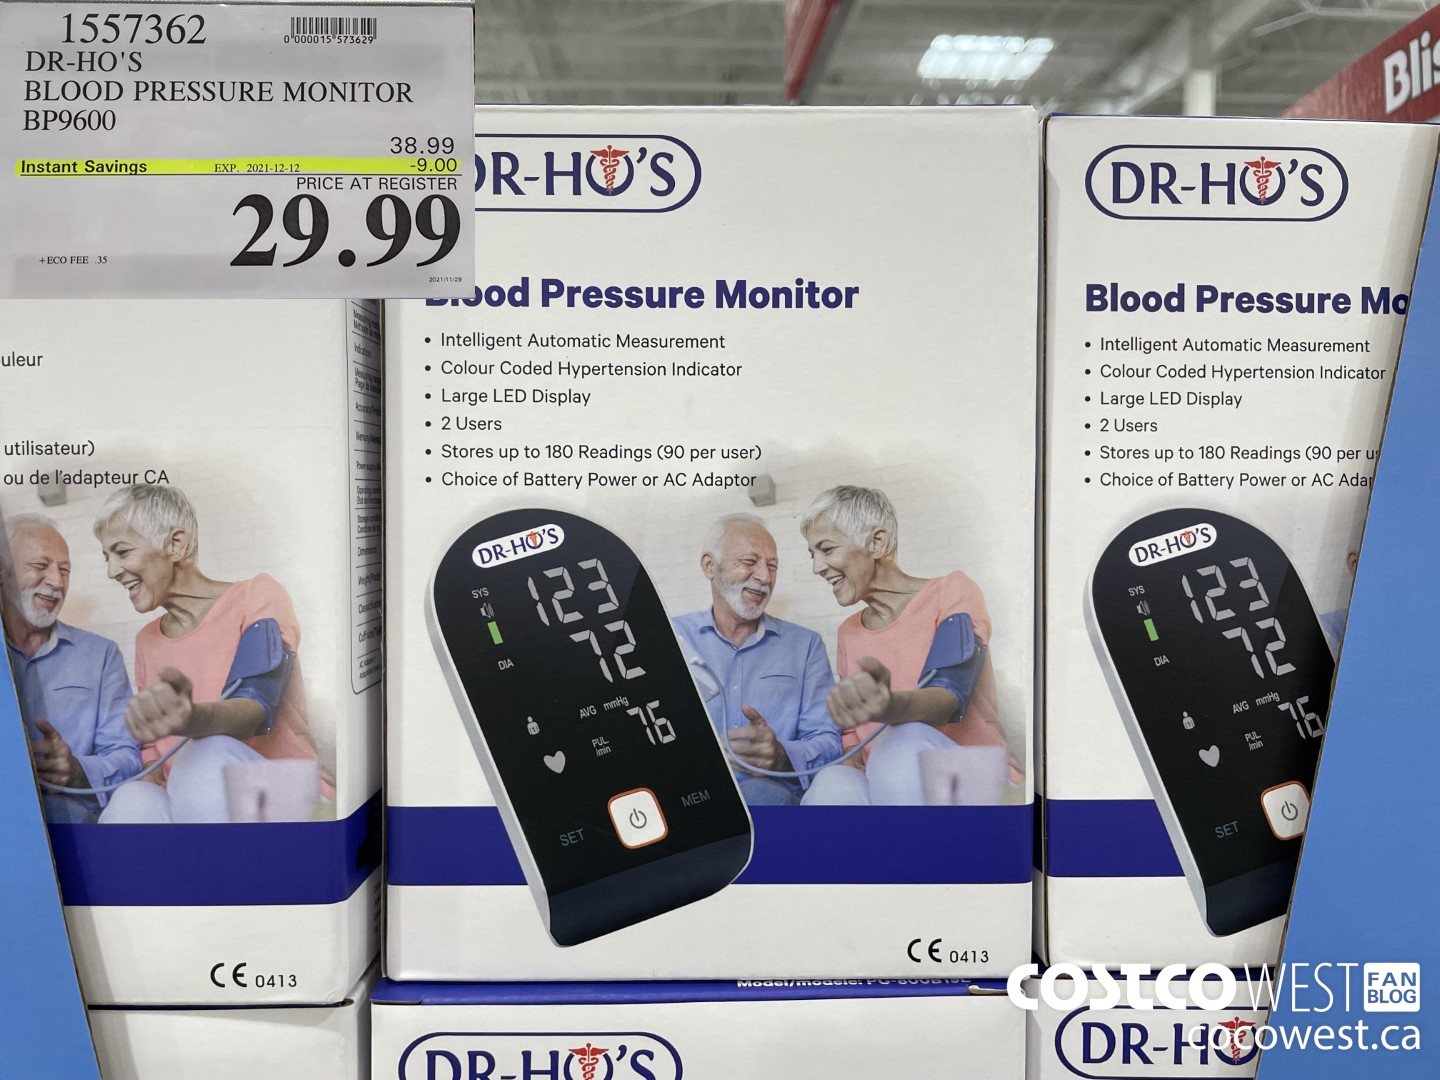 1557362
0"000015"573629"
DR-HO'S
BLOOD PRESSURE MONITOR
BP9600
38.99
Instant Savings EXP. 2021-12-12 -9.00
PRICE AT REGISTER
29.99
+ECO FEE .35
2021/11/29
Blis
uleur
utilisateur)
ou de l'adapteur CA
CE 0413
DR-HO'S
Blood Pressure Monitor
• Intelligent Automatic Measurement
• Colour Coded Hypertension Indicator
• Large LED Display
• 2 Users
• Stores up to 180 Readings (90 per user)
• Choice of Battery Power or AC Adaptor
DR-HO'S
SYS
123
72
DIA
AVG mmHg
PUL
/min
76
SET
MEM
CE 0413
DR-HO'S
Blood Pressure Mo
• Intelligent Automatic Measurement
• Colour Coded Hypertension Indicator
• Large LED Display
• 2 Users
• Stores up to 180 Readings (90 per us
• Choice of Battery Power or AC Adap
DR-HO'S
SYS
123
72
DIA
AVG mmHg
PUL
/min
76
SET
Model/modèle:
DR-HO'S
DR-HO
COSTCO WEST FAN BLOG
cocowest.ca